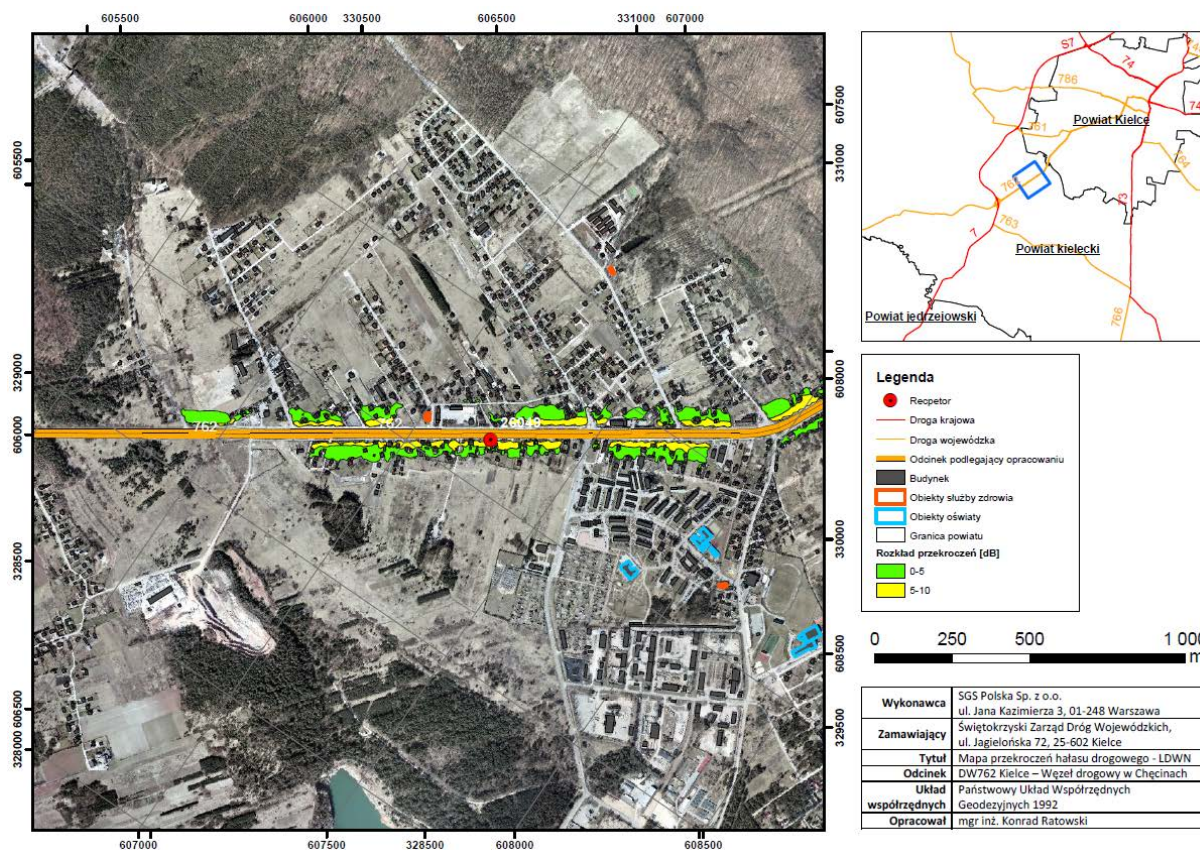 605500
606000
330500
606500
331000
607000
605500
329000
606000
328500
606500
328000
607500
331000
608000
330000
608500
329500
607000
607500
328500
608000
608500
762
762
S7
74
74
786
761
Powiat Kielce
764
73
7
763
Powiat kielecki
766
Powiat jędrzejowski
Legenda
Recpetor
Droga krajowa
Droga wojewódzka
Odcinek podlegający opracowaniu
Budynek
Obiekty służby zdrowia
Obiekty oświaty
Granica powiatu
Rozkład przekroczeń [dB]
0-5
5-10
0 250 500 1 000
m
Wykonawca SGS Polska Sp. z o.o.
ul. Jana Kazimierza 3, 01-248 Warszawa
Zamawiający Świętokrzyski Zarząd Dróg Wojewódzkich,
ul. Jagielońska 72, 25-602 Kielce
Tytuł Mapa przekroczeń hałasu drogowego - LDWN
Odcinek DW762 Kielce – Węzeł drogowy w Chęcinach
Układ Państwowy Układ Współrzędnych
współrzędnych Geodezyjnych 1992
Opracował mgr inż. Konrad Ratowski